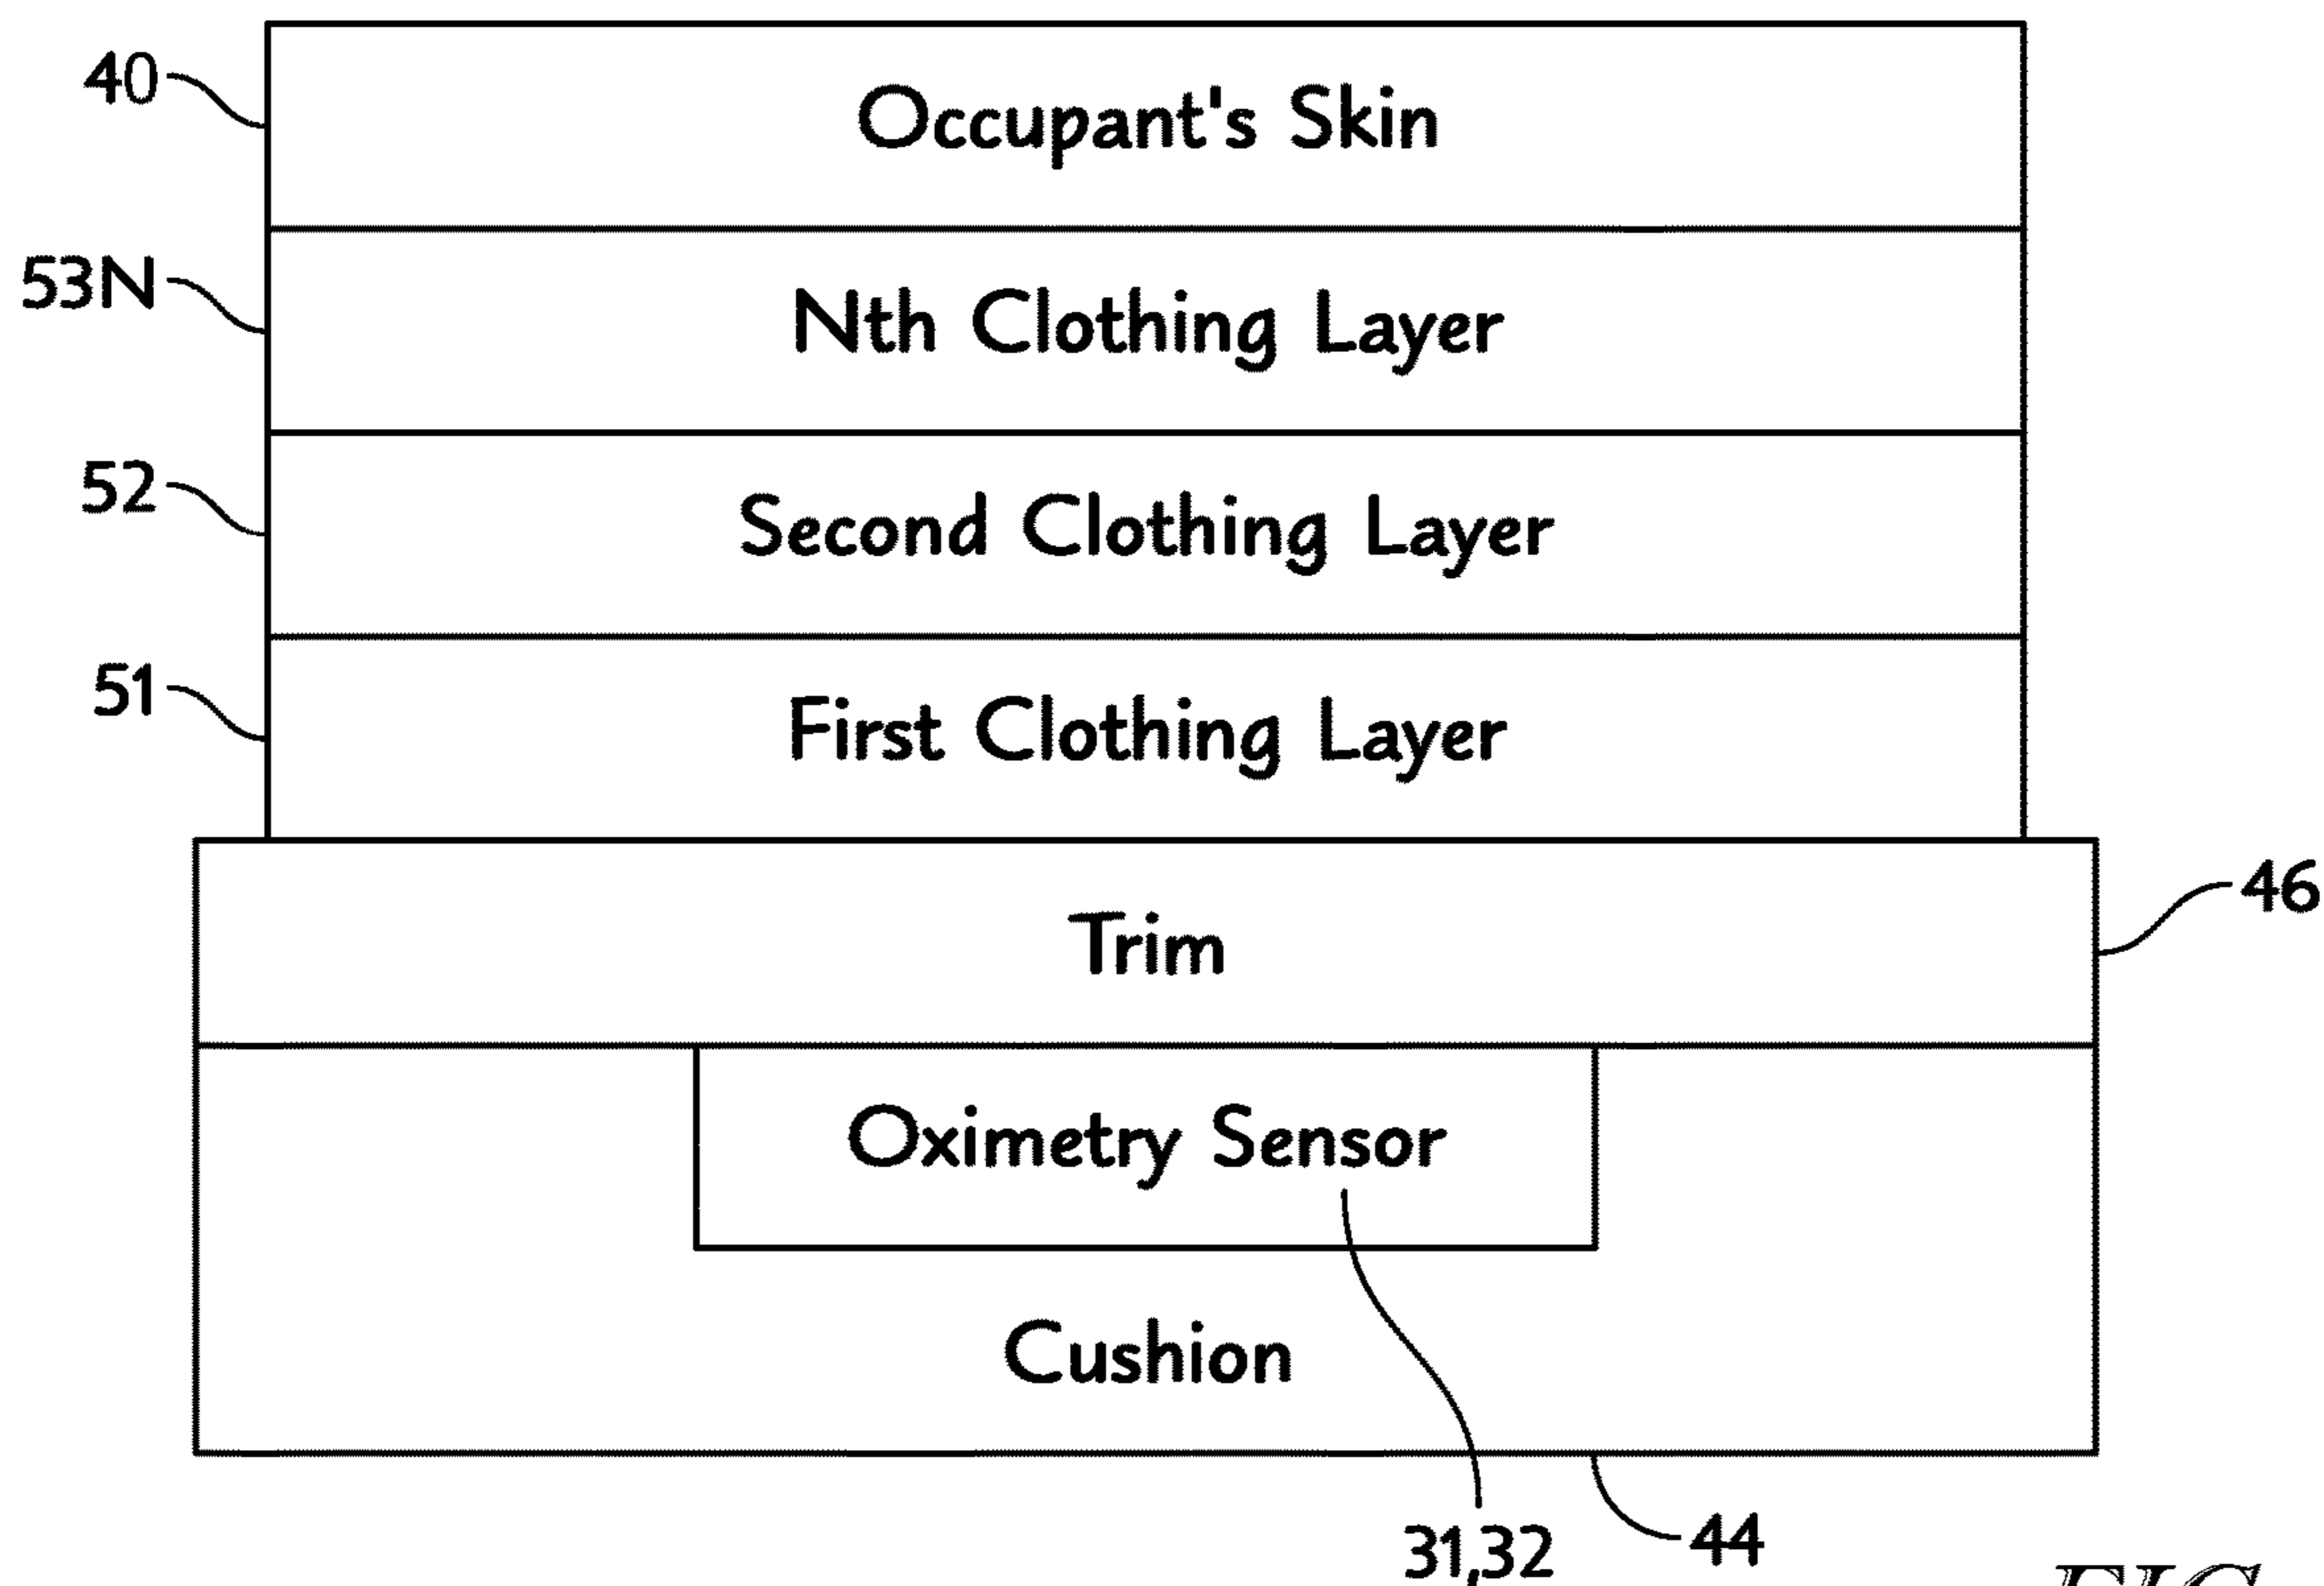 40
Occupant's Skin
53N
Nth Clothing Layer
52
Second Clothing Layer
51
First Clothing Layer
46
Trim
Oximetry Sensor
Cushion
31,32
44